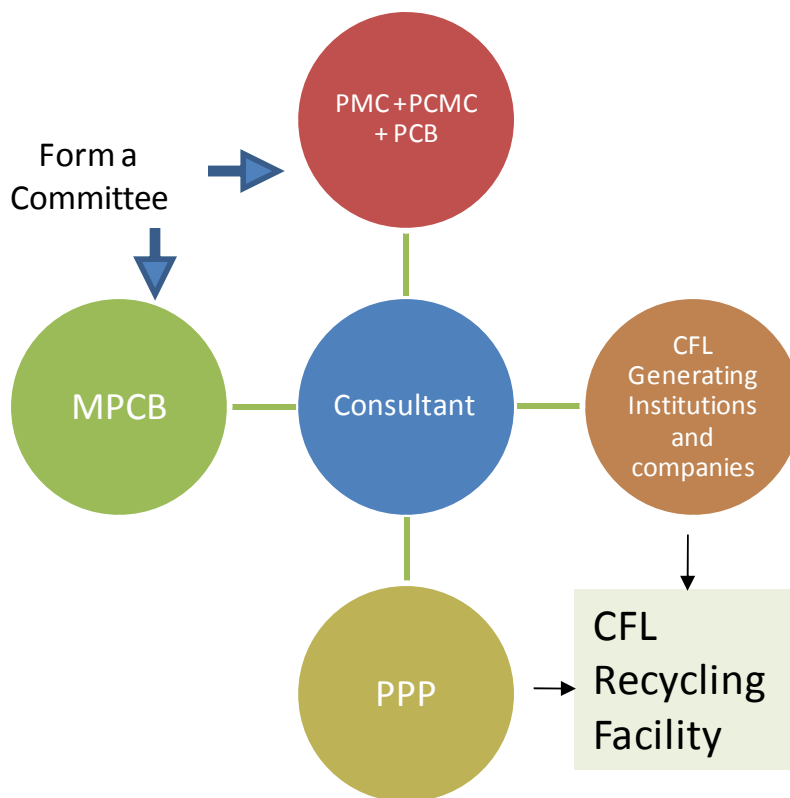 PMC +PCMC
+ PCB
Form a
Committee
MPCB
Consultant
CFL
Generating
Institutions
and
companies
PPP
CFL
Recycling
Facility